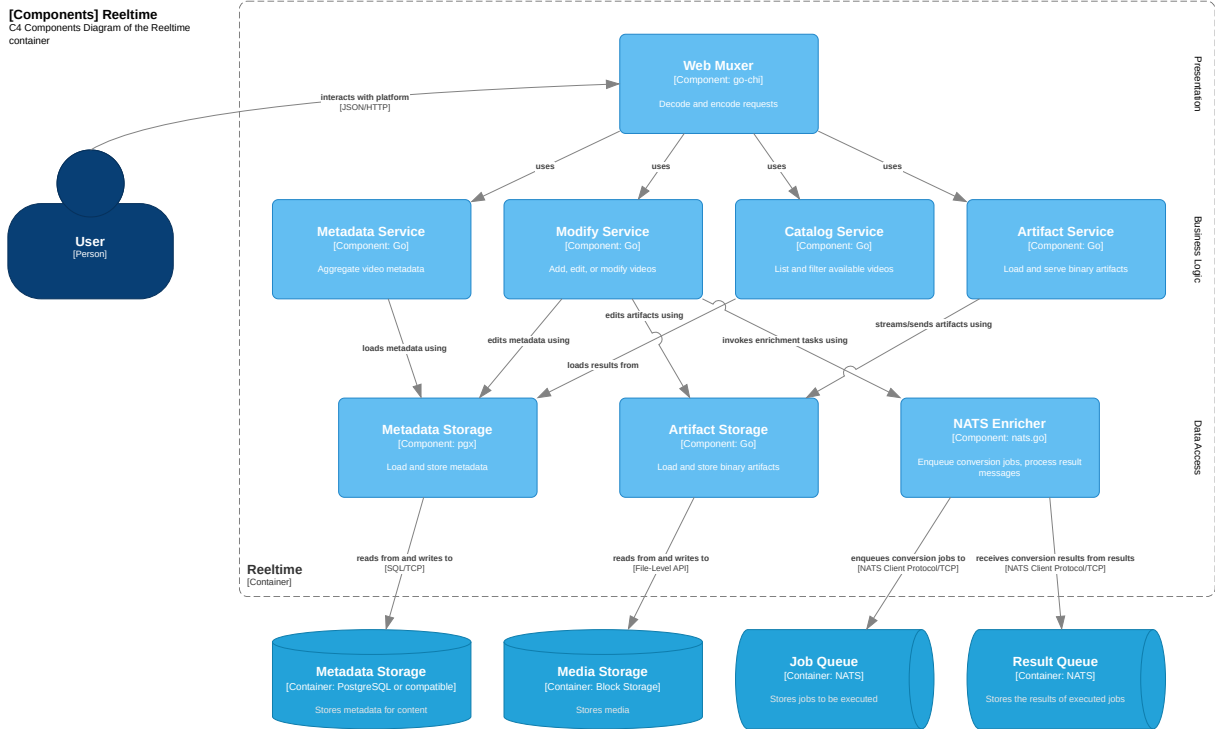 [Components] Reeltime
C4 Components Diagram of the Reeltime
container
Web Muxer
[Component: go-chi]
Decode and encode requests
Presentation
interacts with platform
[JSON/HTTP]
User
[Person]
uses
uses
uses
uses
Metadata Service
[Component: Go]
Aggregate video metadata
Modify Service
[Component: Go]
Add, edit, or modify videos
Catalog Service
[Component: Go]
List and filter available videos
Artifact Service
[Component: Go]
Load and serve binary artifacts
Business Logic
edits artifacts using
streams/sends artifacts using
loads metadata using
edits metadata using
invokes enrichment tasks using
loads results from
Metadata Storage
[Component: pgx]
Load and store metadata
Artifact Storage
[Component: Go]
Load and store binary artifacts
NATS Enricher
[Component: nats.go]
Enqueue conversion jobs, process result
messages
Data Access
reads from and writes to
[SQL/TCP]
reads from and writes to
[File-Level API]
enqueues conversion jobs to
[NATS Client Protocol/TCP]
receives conversion results from results
[NATS Client Protocol/TCP]
Reeltime
[Container]
Metadata Storage
[Container: PostgreSQL or compatible]
Stores metadata for content
Media Storage
[Container: Block Storage]
Stores media
Job Queue
[Container: NATS]
Stores jobs to be executed
Result Queue
[Container: NATS]
Stores the results of executed jobs